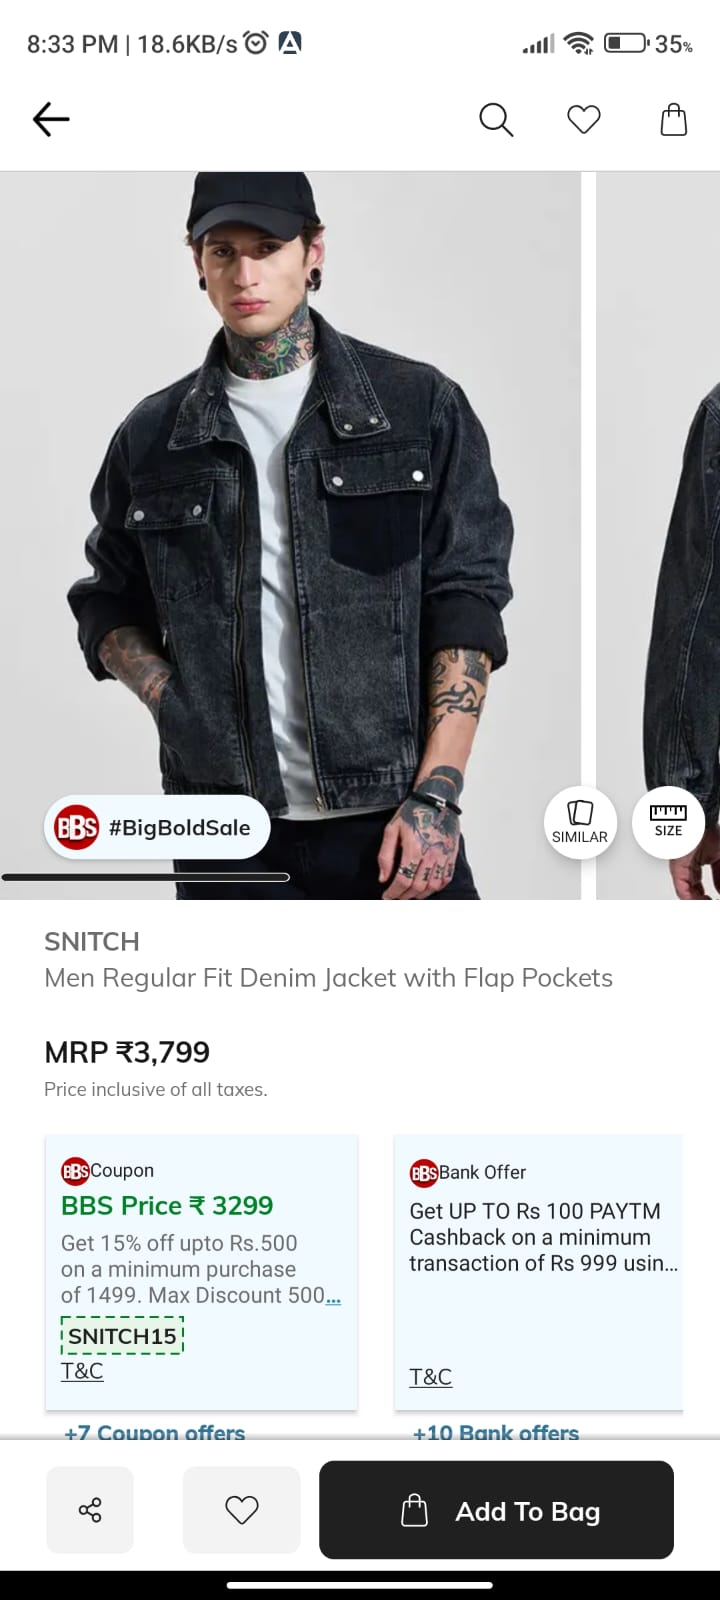 8:33 PM | 18.6KB/s
35%
BBS #BigBoldSale
SIMILAR
SIZE
SNITCH
Men Regular Fit Denim Jacket with Flap Pockets
MRP ₹3,799
Price inclusive of all taxes.
BBS Coupon
BBS Price ₹ 3299
Get 15% off upto Rs.500
on a minimum purchase
of 1499. Max Discount 500...
SNITCH15
T&C
+7 Coupon offers
BBS Bank Offer
Get UP TO Rs 100 PAYTM
Cashback on a minimum
transaction of Rs 999 usin...
T&C
+10 Bank offers
Add To Bag